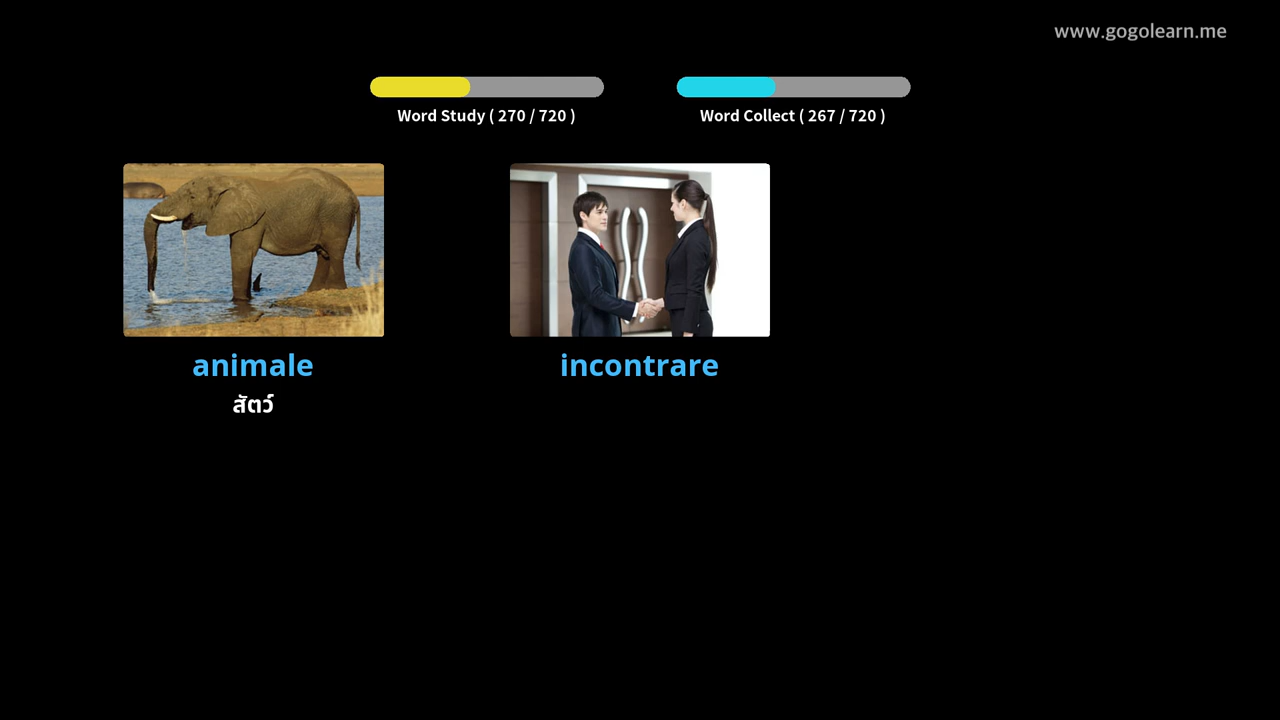 www.gogolearn.me
Word Study ( 270 / 720 )
Word Collect ( 267 / 720 )
animale
incontrare
สัตว์